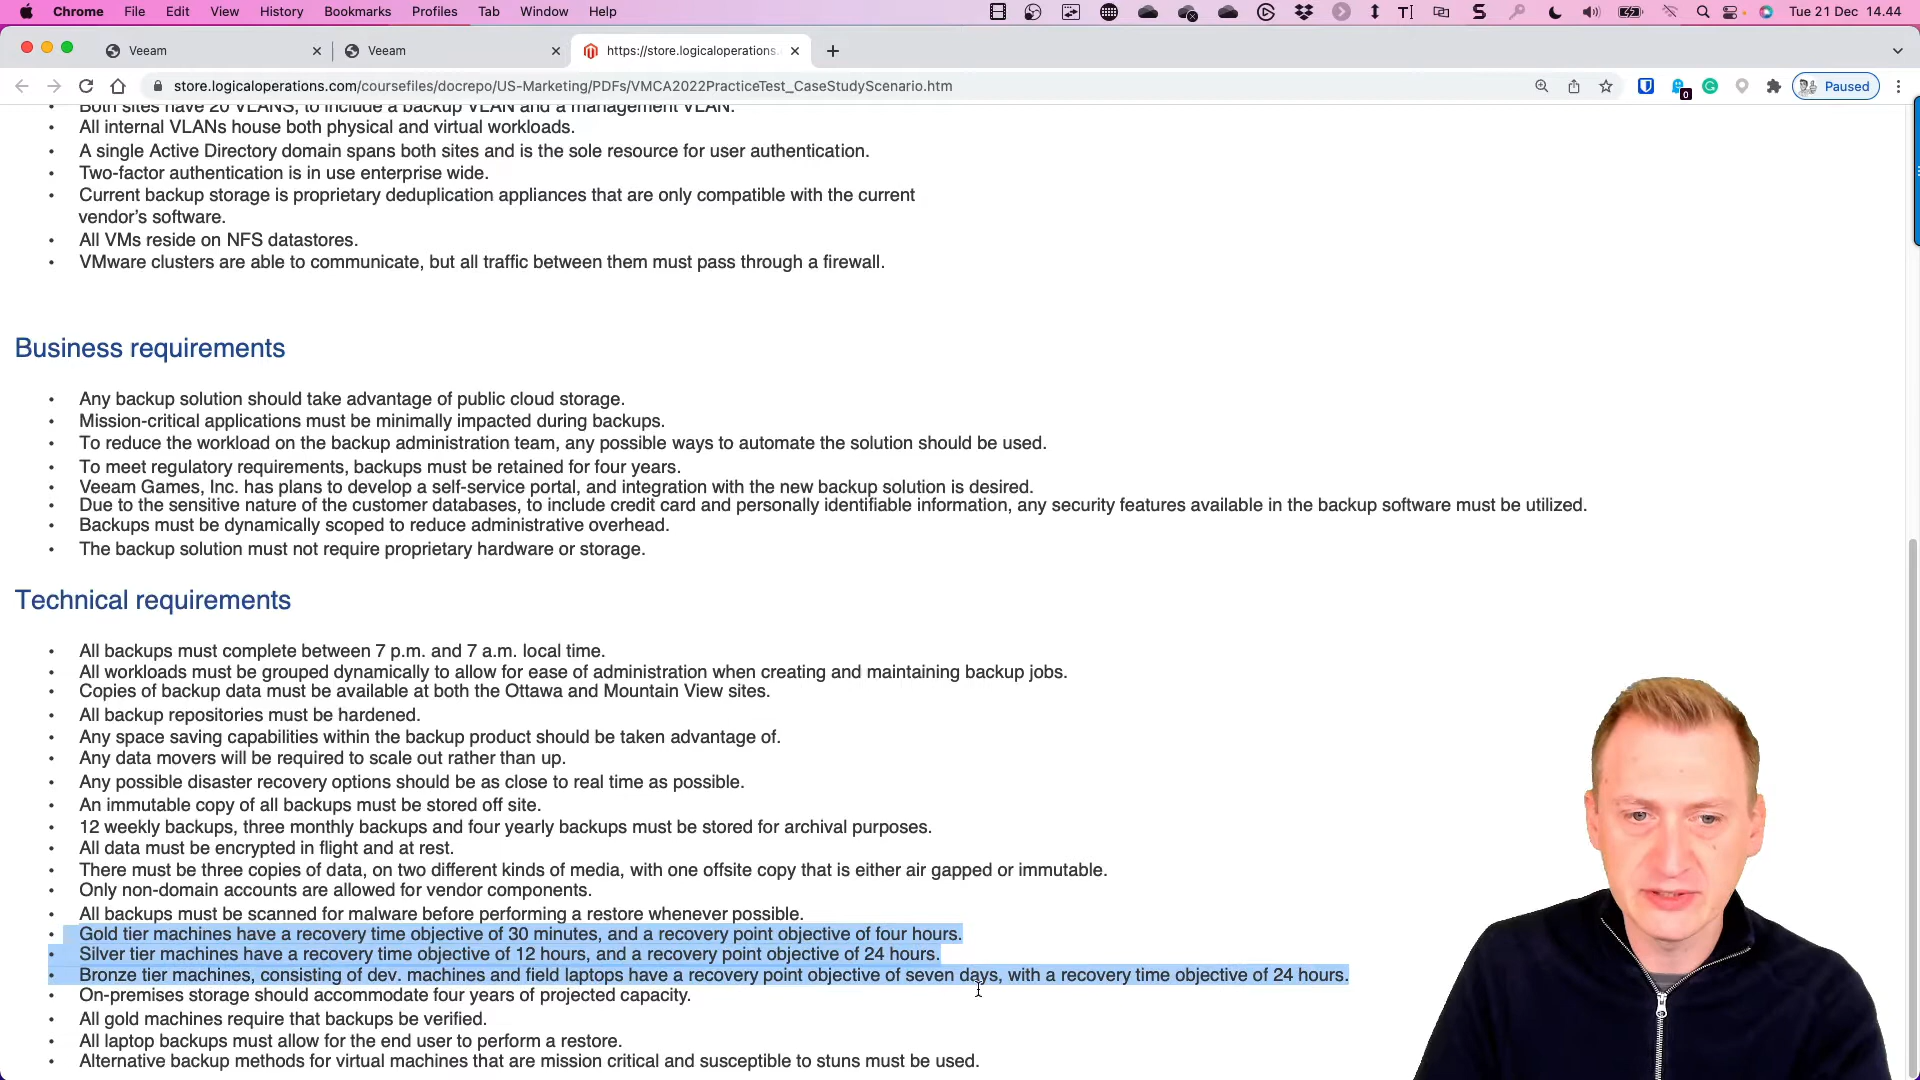 Chrome File Edit View History Bookmarks Profiles Tab Window Help Tue 21 Dec 14.44
Veeam Veeam https://store.logicaloperations.
store.logicaloperations.com/coursefiles/docrepo/US-Marketing/PDFs/VMCA2022PracticeTest_CaseStudyScenario.htm 0 Paused
• Both sites have 20 VLANS, to include a backup VLAN and a management VLAN.
• All internal VLANs house both physical and virtual workloads.
• A single Active Directory domain spans both sites and is the sole resource for user authentication.
• Two-factor authentication is in use enterprise wide.
• Current backup storage is proprietary deduplication appliances that are only compatible with the current
vendor's software.
• All VMs reside on NFS datastores.
• VMware clusters are able to communicate, but all traffic between them must pass through a firewall.
Business requirements
• Any backup solution should take advantage of public cloud storage.
• Mission-critical applications must be minimally impacted during backups.
• To reduce the workload on the backup administration team, any possible ways to automate the solution should be used.
• To meet regulatory requirements, backups must be retained for four years.
• Veeam Games, Inc. has plans to develop a self-service portal, and integration with the new backup solution is desired.
• Due to the sensitive nature of the customer databases, to include credit card and personally identifiable information, any security features available in the backup software must be utilized.
• Backups must be dynamically scoped to reduce administrative overhead.
• The backup solution must not require proprietary hardware or storage.
Technical requirements
• All backups must complete between 7 p.m. and 7 a.m. local time.
• All workloads must be grouped dynamically to allow for ease of administration when creating and maintaining backup jobs.
• Copies of backup data must be available at both the Ottawa and Mountain View sites.
• All backup repositories must be hardened.
• Any space saving capabilities within the backup product should be taken advantage of.
• Any data movers will be required to scale out rather than up.
• Any possible disaster recovery options should be as close to real time as possible.
• An immutable copy of all backups must be stored off site.
• 12 weekly backups, three monthly backups and four yearly backups must be stored for archival purposes.
• All data must be encrypted in flight and at rest.
• There must be three copies of data, on two different kinds of media, with one offsite copy that is either air gapped or immutable.
• Only non-domain accounts are allowed for vendor components.
• All backups must be scanned for malware before performing a restore whenever possible.
• Gold tier machines have a recovery time objective of 30 minutes, and a recovery point objective of four hours.
• Silver tier machines have a recovery time objective of 12 hours, and a recovery point objective of 24 hours.
• Bronze tier machines, consisting of dev. machines and field laptops have a recovery point objective of seven days, with a recovery time objective of 24 hours.
• On-premises storage should accommodate four years of projected capacity.
• All gold machines require that backups be verified.
• All laptop backups must allow for the end user to perform a restore.
• Alternative backup methods for virtual machines that are mission critical and susceptible to stuns must be used.